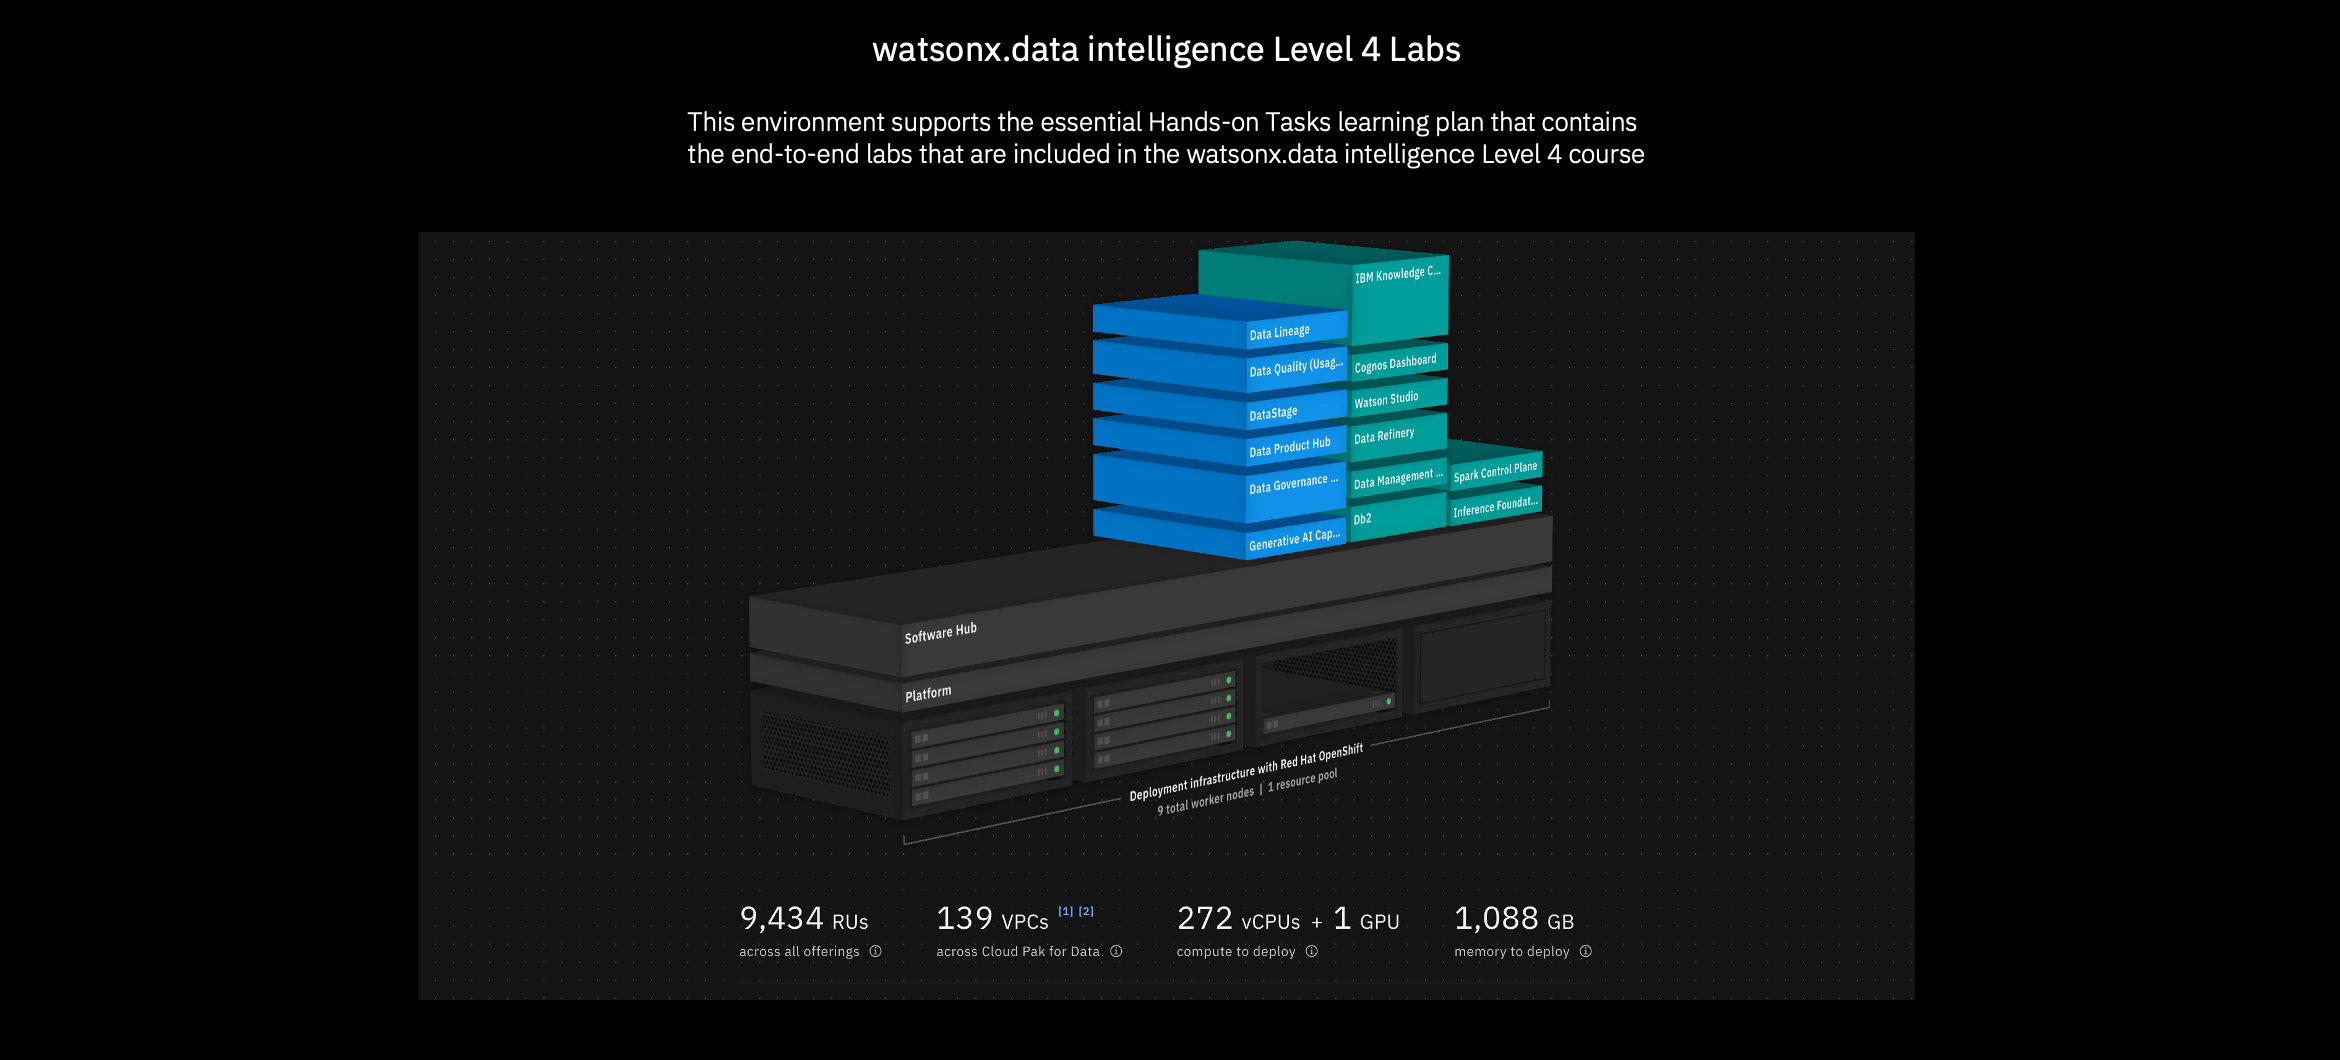 watsonx.data intelligence Level 4 Labs
This environment supports the essential Hands-on Tasks learning plan that contains
the end-to-end labs that are included in the watsonx.data intelligence Level 4 course
IBM Knowledge C...
Data Lineage
Data Quality (Usag...
Cognos Dashboard
DataStage
Watson Studio
Data Product Hub
Data Refinery
Data Governance ...
Data Management ...
Spark Control Plane
Generative AI Cap...
Db2
Inference Foundat...
Software Hub
Platform
Deployment infrastructure with Red Hat OpenShift
9 total worker nodes | 1 resource pool
9,434 RUs
across all offerings
139 VPCs [1] [2]
across Cloud Pak for Data
272 vCPUs + 1 GPU
compute to deploy
1,088 GB
memory to deploy